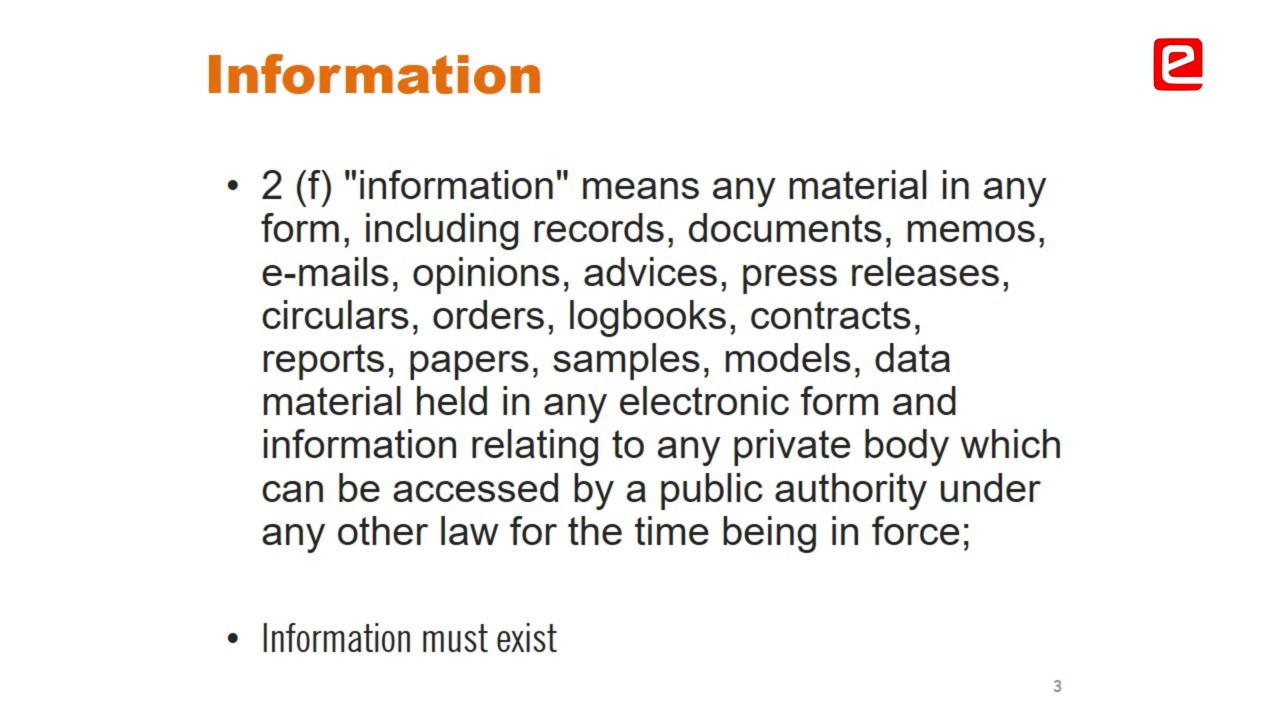 Information
• 2 (f) "information" means any material in any
form, including records, documents, memos,
e-mails, opinions, advices, press releases,
circulars, orders, logbooks, contracts,
reports, papers, samples, models, data
material held in any electronic form and
information relating to any private body which
can be accessed by a public authority under
any other law for the time being in force;
• Information must exist
3